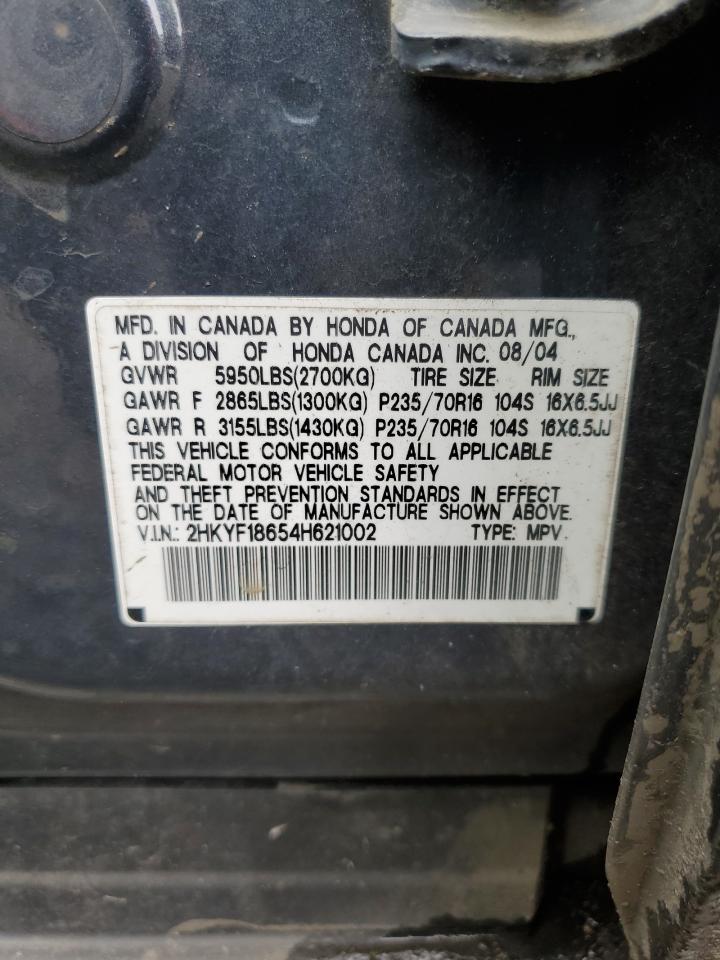 MFD. IN CANADA BY HONDA OF CANADA MFG.,
A DIVISION OF HONDA CANADA INC. 08/04
GVWR 5950LBS(2700KG) TIRE SIZE RIM SIZE
GAWR F 2865LBS(1300KG) P235/70R16 104S 16X6.5JJ
GAWR R 3155LBS(1430KG) P235/70R16 104S 16X6.5JJ
THIS VEHICLE CONFORMS TO ALL APPLICABLE
FEDERAL MOTOR VEHICLE SAFETY
AND THEFT PREVENTION STANDARDS IN EFFECT
ON THE DATE OF MANUFACTURE SHOWN ABOVE.
V.I.N.: 2HKYF18654H621002 TYPE: MPV